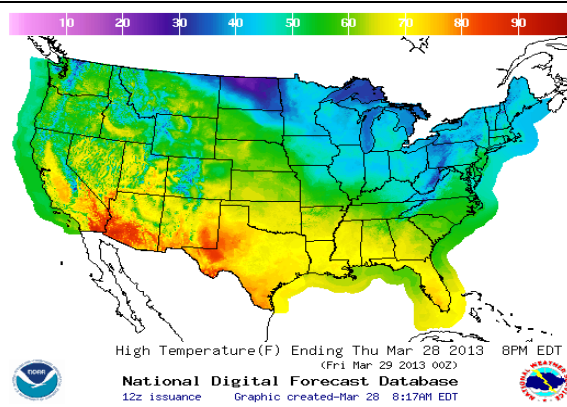 10 20 30 40 50 60 70 80 90
High Temperature(F) Ending Thu Mar 28 2013 8PM EDT
(Fri Mar 29 2013 00Z)
National Digital Forecast Database
12z issuance Graphic created-Mar 28 8:17AM EDT
NOAA